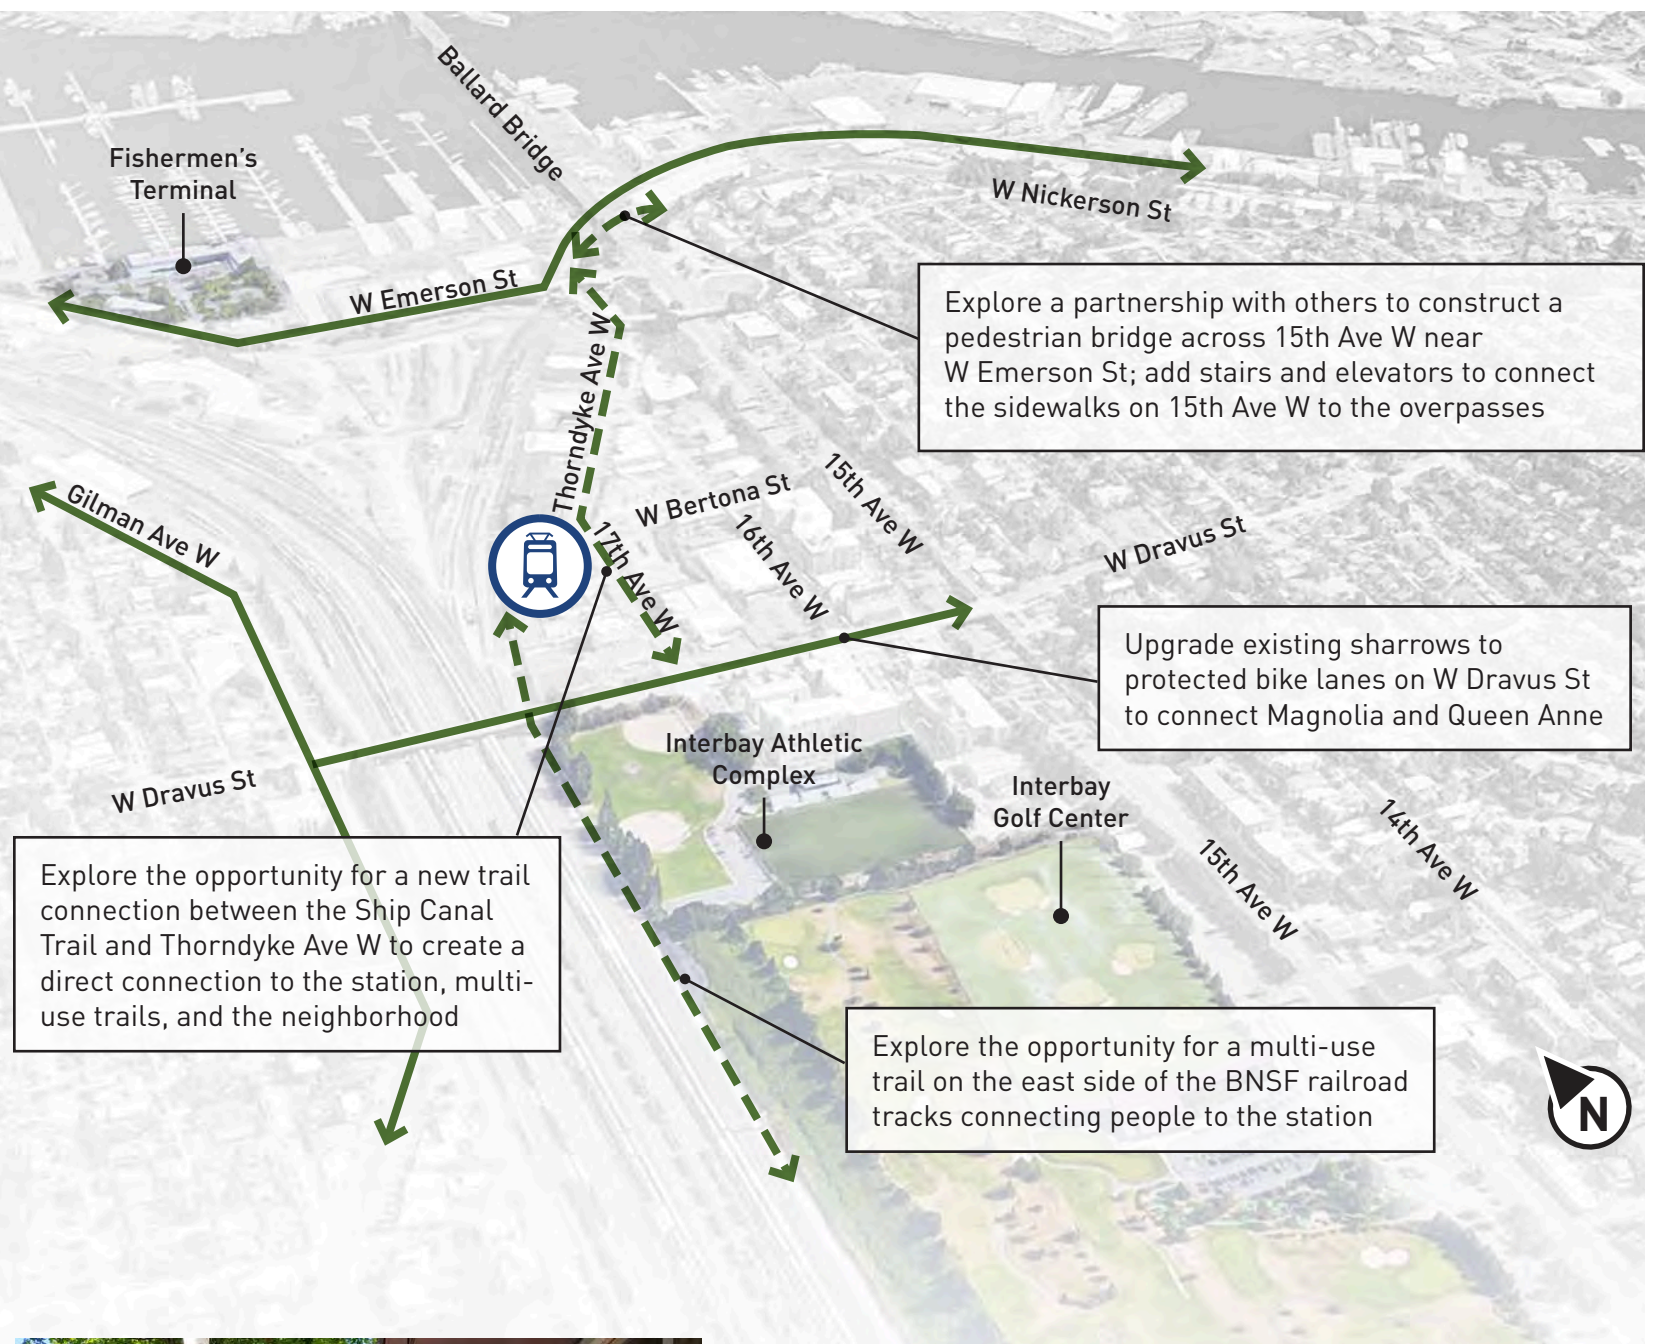 Ballard Bridge
Fishermen's
Terminal
W Nickerson St
W Emerson St
Explore a partnership with others to construct a
pedestrian bridge across 15th Ave W near
W Emerson St; add stairs and elevators to connect
the sidewalks on 15th Ave W to the overpasses
Thorndyke Ave W
Gilman Ave W
W Bertona St
15th Ave W
16th Ave W
17th Ave W
W Dravus St
Upgrade existing sharrows to
protected bike lanes on W Dravus St
to connect Magnolia and Queen Anne
Interbay Athletic
Complex
Interbay
Golf Center
W Dravus St
15th Ave W
14th Ave W
Explore the opportunity for a new trail
connection between the Ship Canal
Trail and Thorndyke Ave W to create a
direct connection to the station, multi-
use trails, and the neighborhood
Explore the opportunity for a multi-use
trail on the east side of the BNSF railroad
tracks connecting people to the station
N